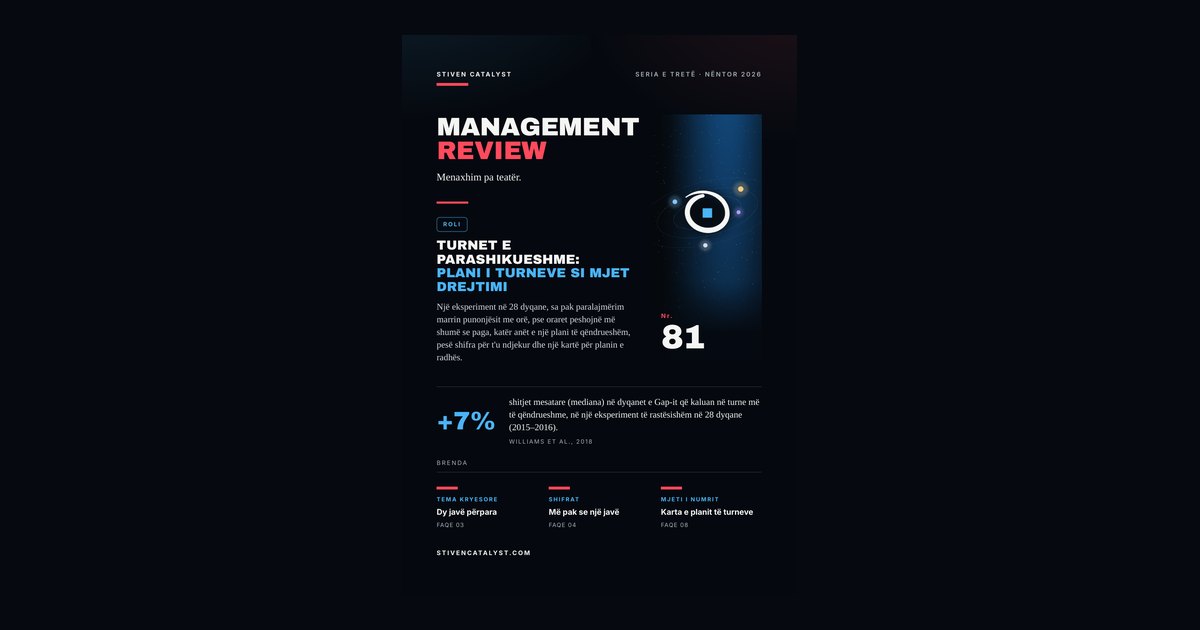 STIVEN CATALYST
SERIA E TRETË · NËNTOR 2026
MANAGEMENT
REVIEW
Menaxhim pa teatër.
ROLI
TURNET E
PARASHIKUESHME:
PLANI I TURNEVE SI MJET
DREJTIMI
Një eksperiment në 28 dyqane, sa pak paralajmërim
marrin punonjësit me orë, pse oraret peshojnë më
shumë se paga, katër anët e një plani të qëndrueshëm,
pesë shifra për t'u ndjekur dhe një kartë për planin e
radhës.
Nr.
81
+7%
shitjet mesatare (mediana) në dyqanet e Gap-it që kaluan në turne më
të qëndrueshme, në një eksperiment të rastësishëm në 28 dyqane
(2015–2016).
WILLIAMS ET AL., 2018
BRENDA
TEMA KRYESORE
Dy javë përpara
FAQE 03
SHIFRAT
Më pak se një javë
FAQE 04
MJETI I NUMRIT
Karta e planit të turneve
FAQE 08
STIVENCATALYST.COM